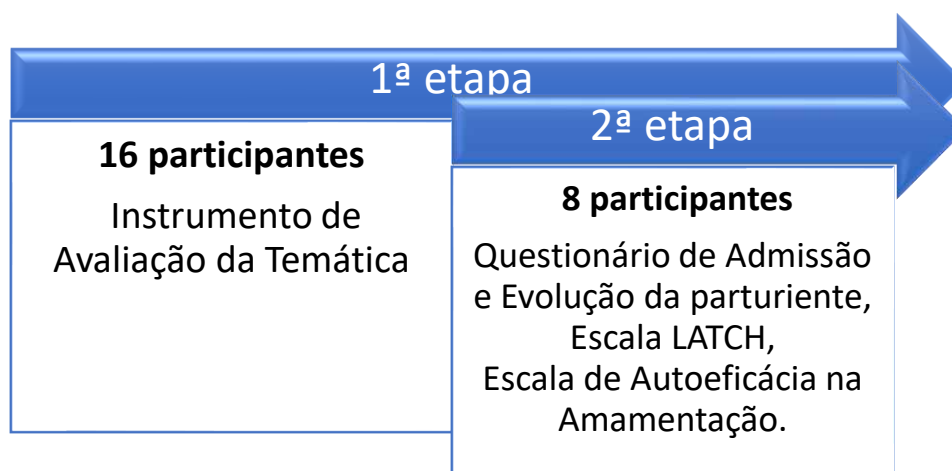 1ª etapa
16 participantes
Instrumento de
Avaliação da Temática
2ª etapa
8 participantes
Questionário de Admissão
e Evolução da parturiente,
Escala LATCH,
Escala de Autoeficácia na
Amamentação.